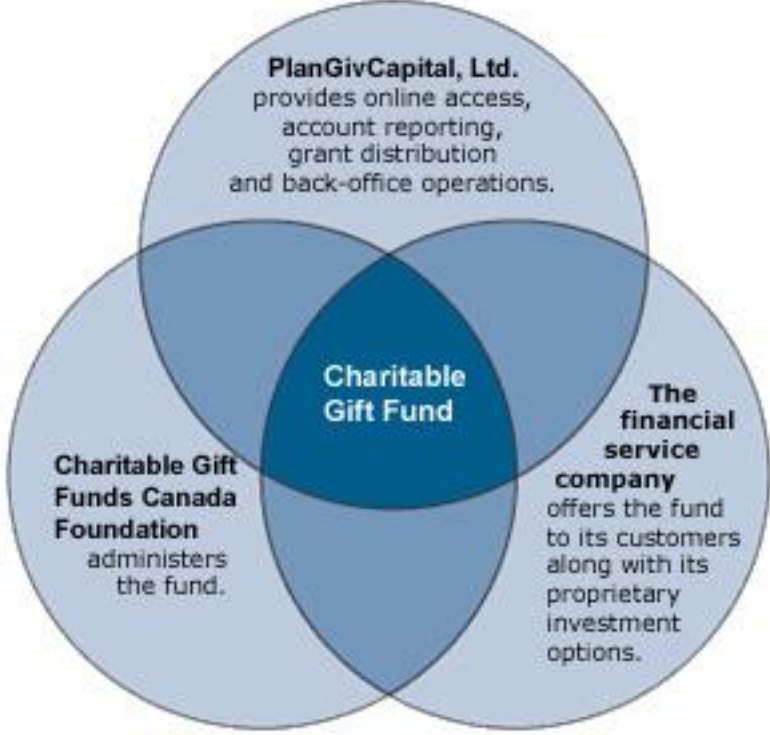 PlanGivCapital, Ltd.
provides online access,
account reporting,
grant distribution
and back-office operations.
Charitable
Gift Fund
Charitable Gift
Funds Canada
Foundation
administers
the fund.
The
financial
service
company
offers the fund
to its customers
along with its
proprietary
investment
options.